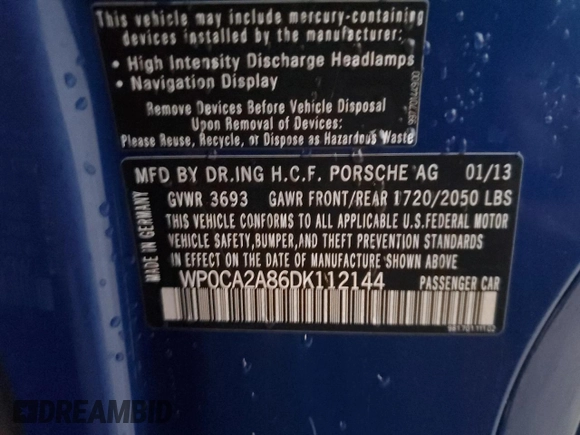 This vehicle may include mercury-containing
devices installed by the manufacturer:
• High Intensity Discharge Headlamps
• Navigation Display
Remove Devices Before Vehicle Disposal
Upon Removal of Devices:
Please Reuse, Recycle, or Dispose as Hazardous Waste
MADE IN GERMANY
MFD BY DR.ING H.C.F. PORSCHE AG 01/13
GVWR 3693 GAWR FRONT/REAR 1720/2050 LBS
THIS VEHICLE CONFORMS TO ALL APPLICABLE U.S.FEDERAL MOTOR
VEHICLE SAFETY,BUMPER,AND THEFT PREVENTION STANDARDS
IN EFFECT ON THE DATE OF MANUFACTURE SHOWN ABOVE
WP0CA2A86DK112144 PASSENGER CAR
DREAMBID